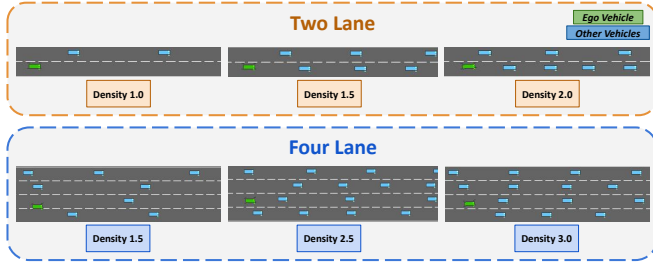 Two Lane
Ego Vehicle
Other Vehicles
Density 1.0
Density 1.5
Density 2.0
Four Lane
Density 1.5
Density 2.5
Density 3.0